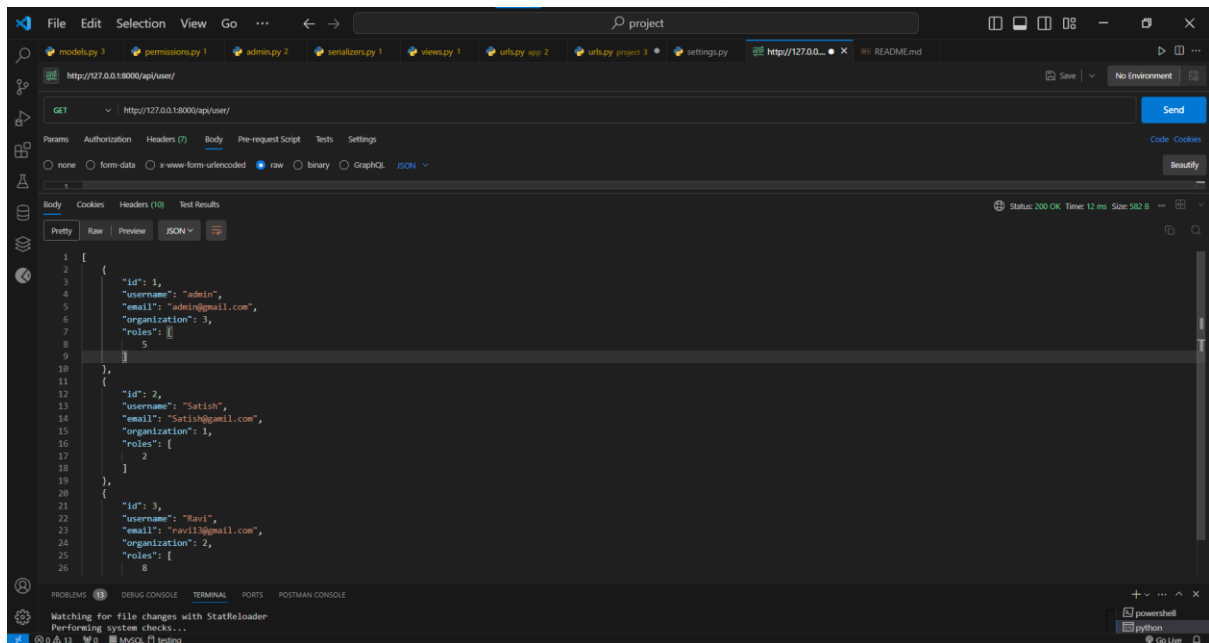 File Edit Selection View Go ··· ← → project
models.py 3 permissions.py 1 admin.py 2 serializers.py 1 views.py 1 urls.py app 2 urls.py project 3 settings.py http://127.0.0.... README.md
http://127.0.0.1:8000/api/user/ Save No Environment
GET http://127.0.0.1:8000/api/user/ Send
Params Authorization Headers (7) Body Pre-request Script Tests Settings Code Cookies
none form-data x-www-form-urlencoded raw binary GraphQL JSON Beautify
1
Body Cookies Headers (10) Test Results Status: 200 OK Time: 12 ms Size: 582 B
Pretty Raw Preview JSON
1 [
2 {
3 "id": 1,
4 "username": "admin",
5 "email": "admin@gmail.com",
6 "organization": 3,
7 "roles": [
8 5
9 ]
10 },
11 {
12 "id": 2,
13 "username": "Satish",
14 "email": "Satish@gamil.com",
15 "organization": 1,
16 "roles": [
17 2
18 ]
19 },
20 {
21 "id": 3,
22 "username": "Ravi",
23 "email": "ravi13@gmail.com",
24 "organization": 2,
25 "roles": [
26 8
PROBLEMS 13 DEBUG CONSOLE TERMINAL PORTS POSTMAN CONSOLE
Watching for file changes with StatReloader powershell
Performing system checks... python
0 13 0 MySQL testing Go Live